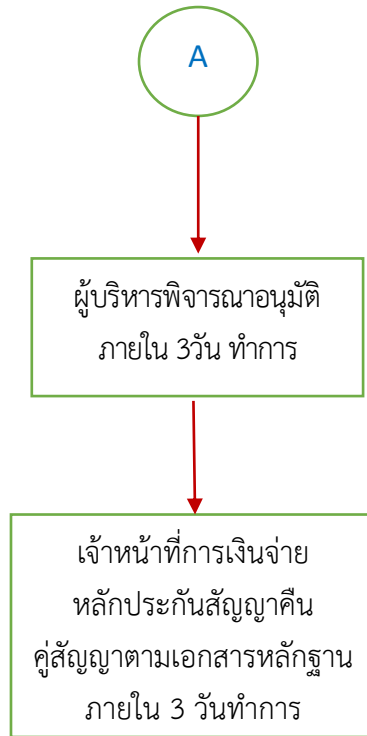 A
ผู้บริหารพิจารณาอนุมัติ
ภายใน 3วัน ทำการ
เจ้าหน้าที่การเงินจ่าย
หลักประกันสัญญาคืน
คู่สัญญาตามเอกสารหลักฐาน
ภายใน 3 วันทำการ